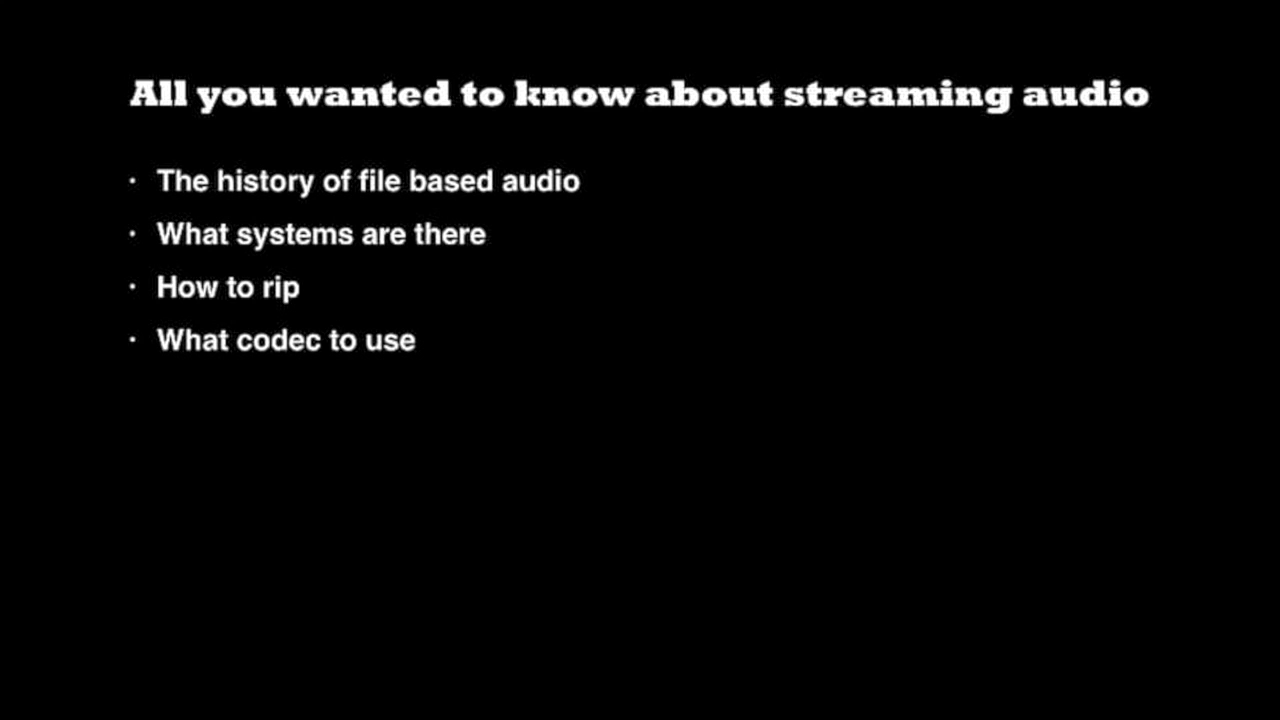 All you wanted to know about streaming audio
· The history of file based audio
· What systems are there
· How to rip
· What codec to use